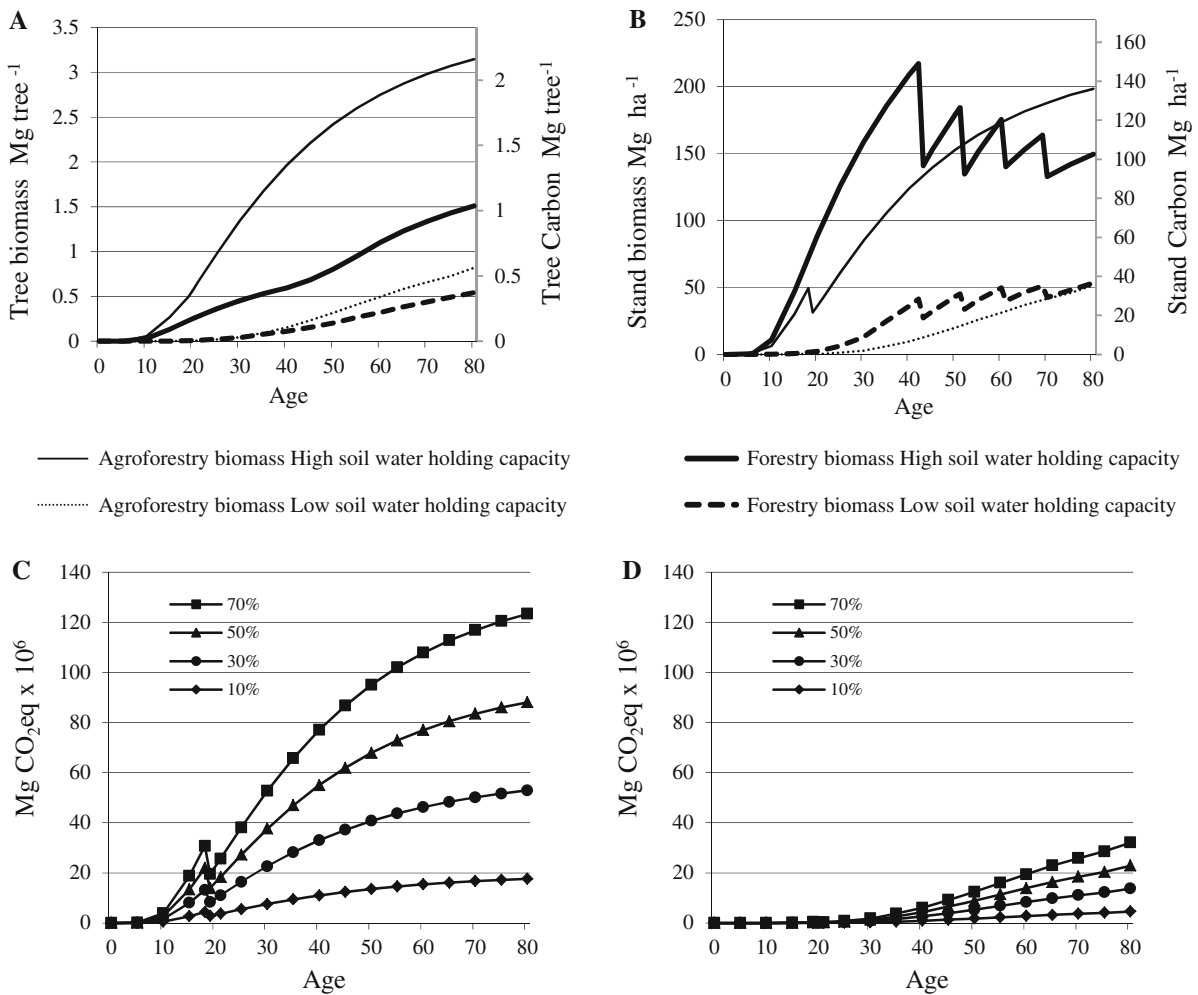 A
Tree biomass Mg tree⁻¹
3.5
3
2.5
2
1.5
1
0.5
0
0 10 20 30 40 50 60 70 80
Age
2
1
0.5
0
Tree Carbon Mg tree⁻¹
B
Stand biomass Mg ha⁻¹
250
200
150
100
50
0
0 10 20 30 40 50 60 70 80
Age
160
140
120
100
80
60
40
20
0
Stand Carbon Mg ha⁻¹
Agroforestry biomass High soil water holding capacity
Forestry biomass High soil water holding capacity
Agroforestry biomass Low soil water holding capacity
Forestry biomass Low soil water holding capacity
C
Mg CO₂eq x 10⁶
140
120
100
80
60
40
20
0
70%
50%
30%
10%
0 10 20 30 40 50 60 70 80
Age
D
Mg CO₂eq x 10⁶
140
120
100
80
60
40
20
0
70%
50%
30%
10%
0 10 20 30 40 50 60 70 80
Age